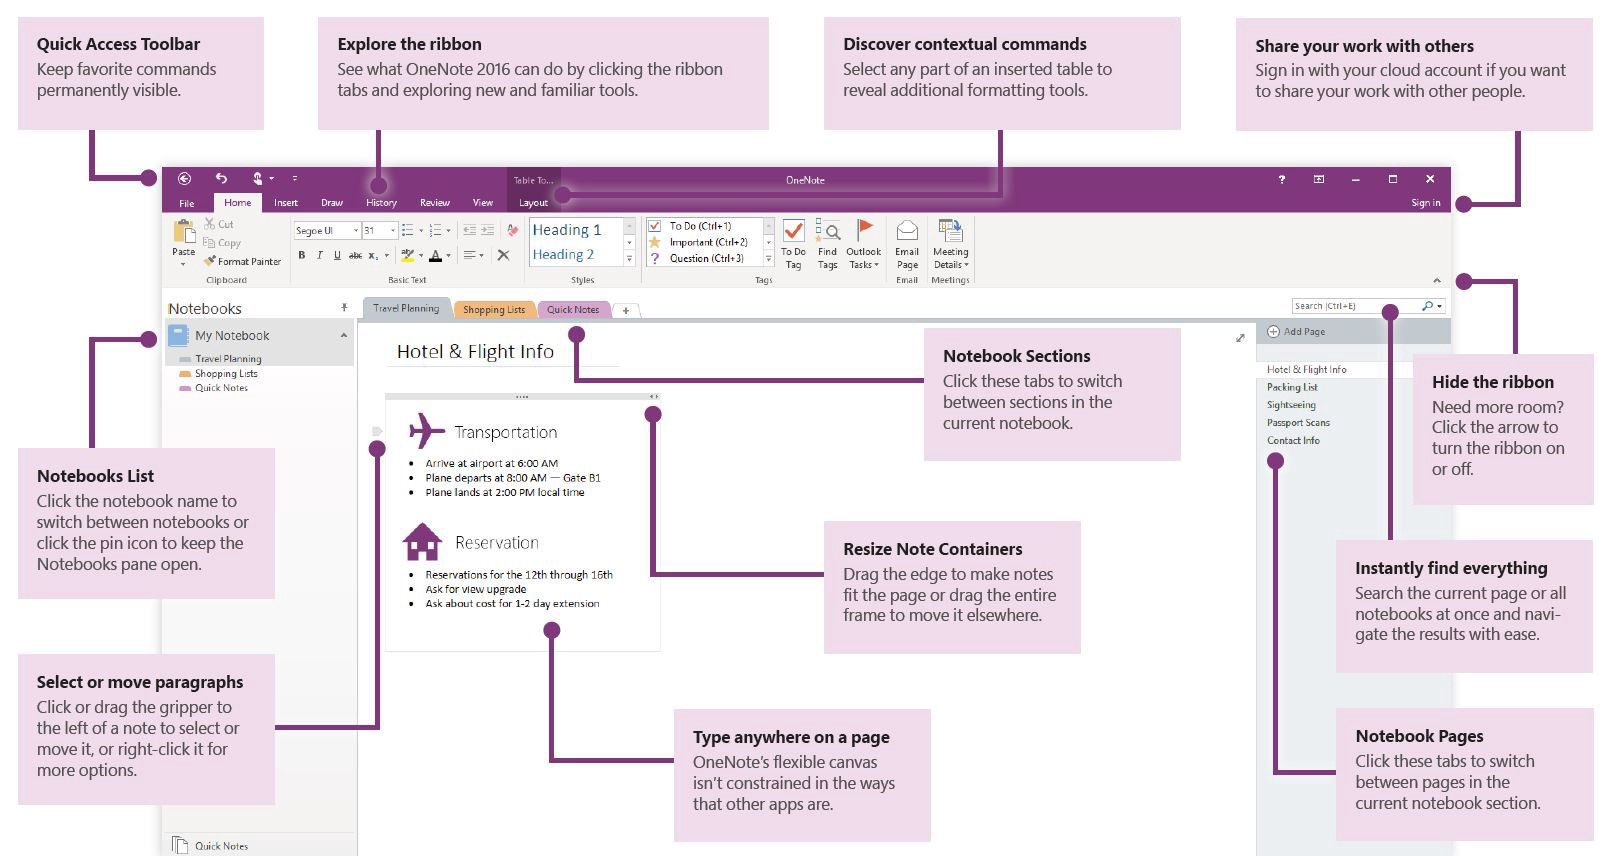 Quick Access Toolbar
Keep favorite commands
permanently visible.
Explore the ribbon
See what OneNote 2016 can do by clicking the ribbon
tabs and exploring new and familiar tools.
Discover contextual commands
Select any part of an inserted table to
reveal additional formatting tools.
Share your work with others
Sign in with your cloud account if you want
to share your work with other people.
Table To...
OneNote
?
File Home Insert Draw History Review View Layout
Sign in
Paste
Cut
Copy
Format Painter
Clipboard
Segoe UI 31
B I U abc x₂ A
Basic Text
Heading 1
Heading 2
Styles
To Do (Ctrl+1)
Important (Ctrl+2)
? Question (Ctrl+3)
To Do
Tag
Find
Tags
Outlook
Tasks
Tags
Email
Page
Email
Meeting
Details
Meetings
Notebooks
My Notebook
Travel Planning
Shopping Lists
Quick Notes
Travel Planning Shopping Lists Quick Notes +
Search (Ctrl+E)
Add Page
Hotel & Flight Info
Packing List
Sightseeing
Passport Scans
Contact Info
Hotel & Flight Info
Transportation
• Arrive at airport at 6:00 AM
• Plane departs at 8:00 AM — Gate B1
• Plane lands at 2:00 PM local time
Reservation
• Reservations for the 12th through 16th
• Ask for view upgrade
• Ask about cost for 1-2 day extension
Notebook Sections
Click these tabs to switch
between sections in the
current notebook.
Hide the ribbon
Need more room?
Click the arrow to
turn the ribbon on
or off.
Notebooks List
Click the notebook name to
switch between notebooks or
click the pin icon to keep the
Notebooks pane open.
Resize Note Containers
Drag the edge to make notes
fit the page or drag the entire
frame to move it elsewhere.
Instantly find everything
Search the current page or all
notebooks at once and navi-
gate the results with ease.
Select or move paragraphs
Click or drag the gripper to
the left of a note to select or
move it, or right-click it for
more options.
Type anywhere on a page
OneNote's flexible canvas
isn't constrained in the ways
that other apps are.
Notebook Pages
Click these tabs to switch
between pages in the
current notebook section.
Quick Notes